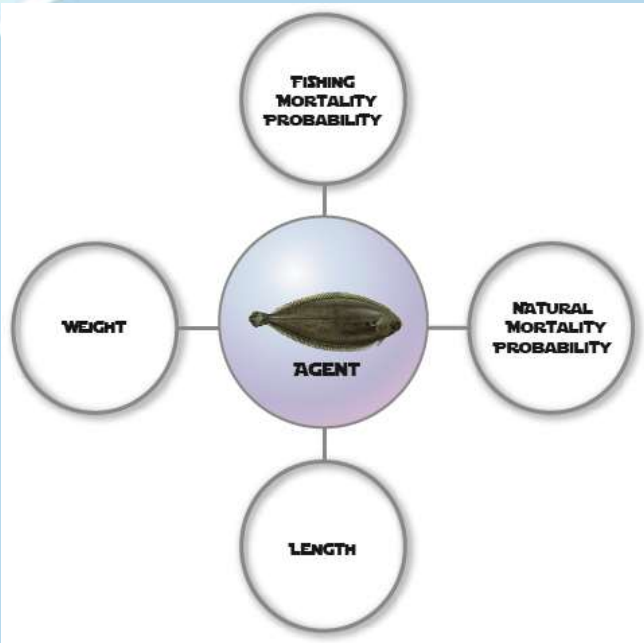 FISHING
MORTALITY
PROBABILITY
WEIGHT
AGENT
NATURAL
MORTALITY
PROBABILITY
LENGTH